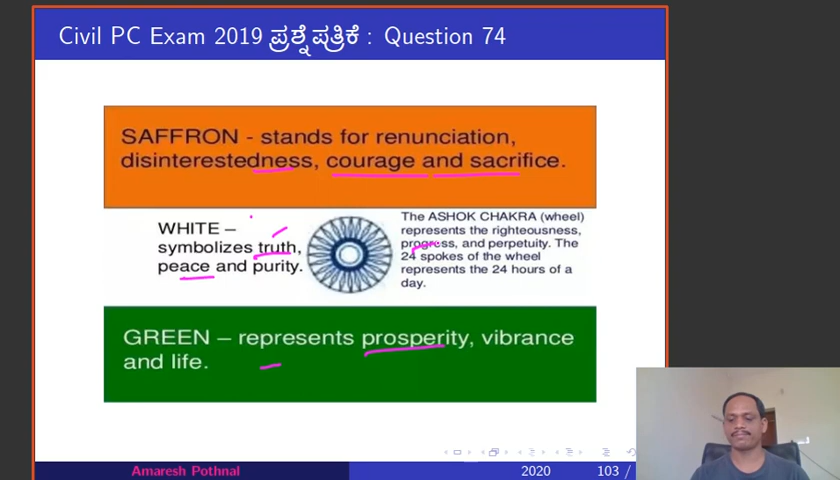 Civil PC Exam 2019 ಪ್ರಶ್ನೆ ಪತ್ರಿಕೆ : Question 74
SAFFRON - stands for renunciation,
disinterestedness, courage and sacrifice.
WHITE –
symbolizes truth,
peace and purity.
The ASHOK CHAKRA (wheel)
represents the righteousness,
progress, and perpetuity. The
24 spokes of the wheel
represents the 24 hours of a
day.
GREEN – represents prosperity, vibrance
and life.
Amaresh Pothnal
2020
103 /